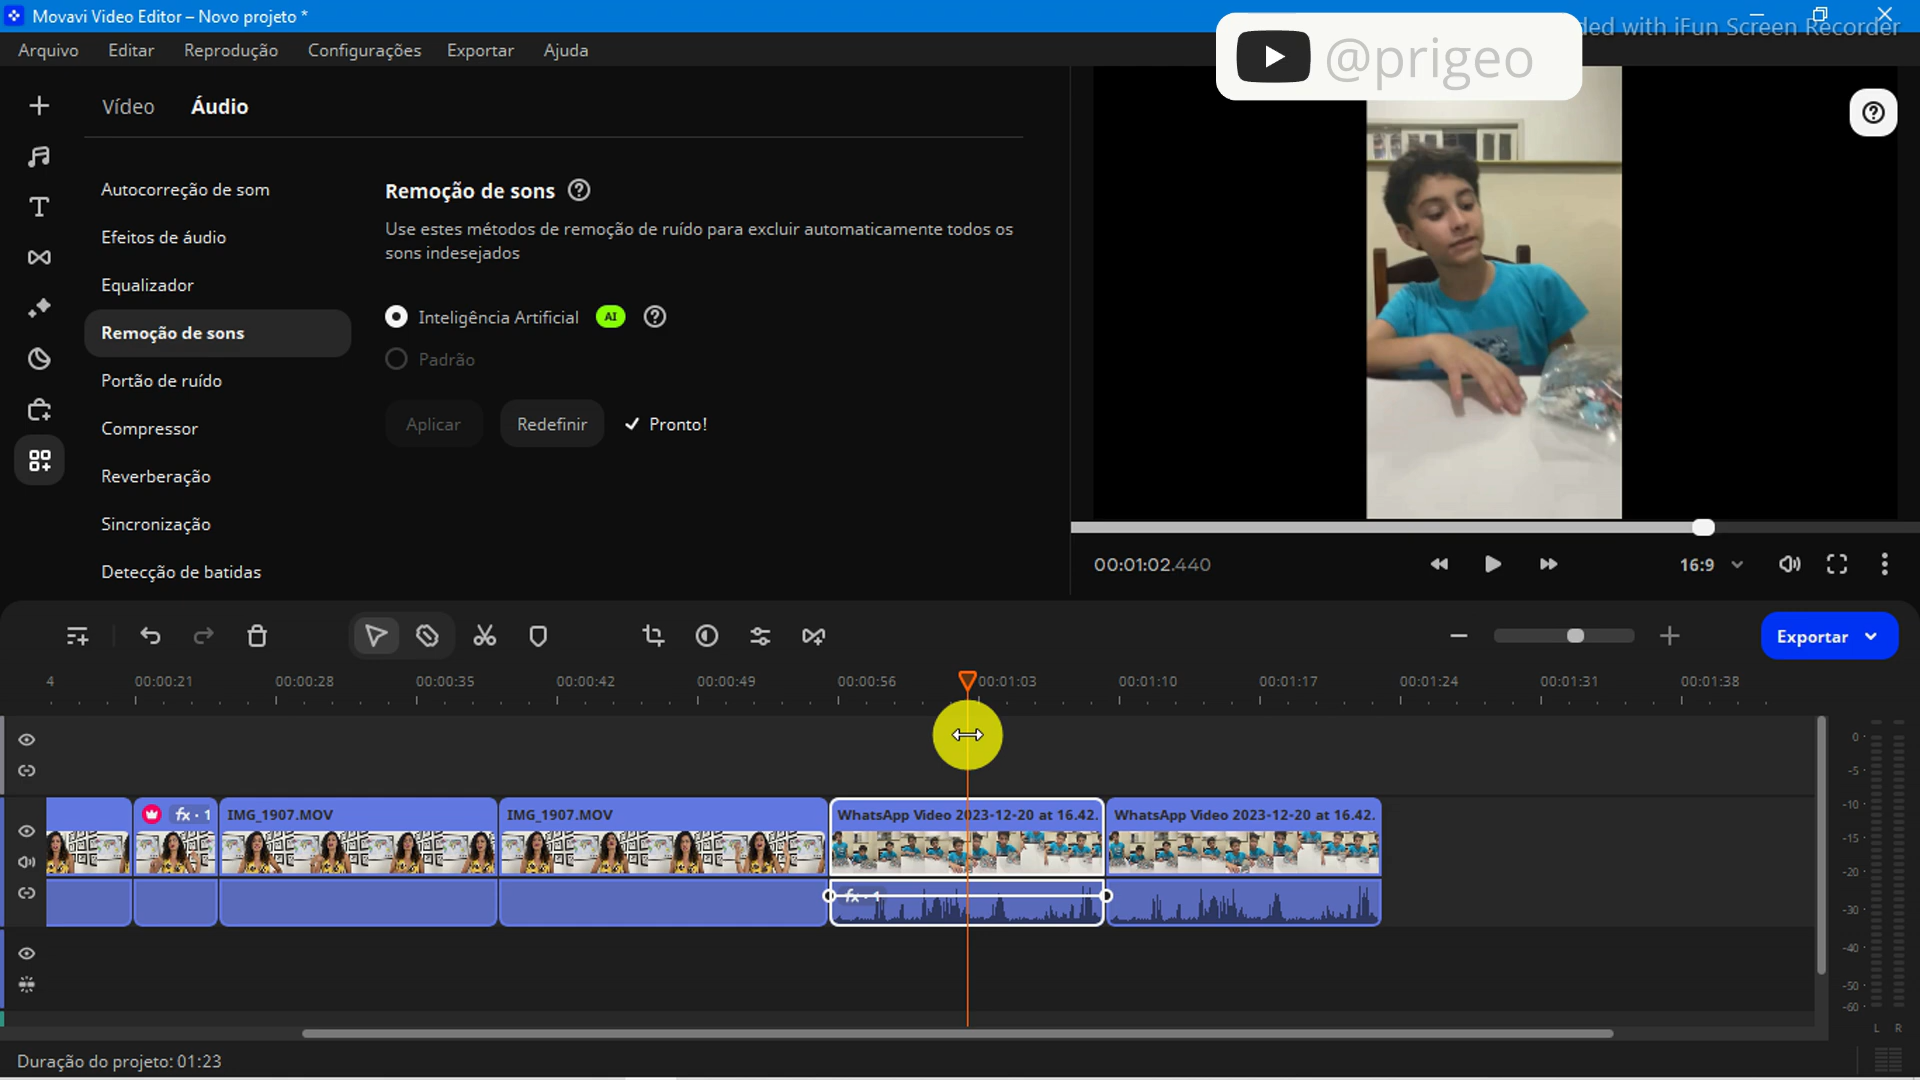 Movavi Video Editor – Novo projeto *
ded with iFun Screen Recorder
Arquivo Editar Reprodução Configurações Exportar Ajuda
@prigeo
Vídeo Áudio
Autocorreção de som
Efeitos de áudio
Equalizador
Remoção de sons
Portão de ruído
Compressor
Reverberação
Sincronização
Detecção de batidas
Remoção de sons
Use estes métodos de remoção de ruído para excluir automaticamente todos os
sons indesejados
Inteligência Artificial AI
Padrão
Aplicar Redefinir Pronto!
00:01:02.440
16:9
Exportar
4 00:00:21 00:00:28 00:00:35 00:00:42 00:00:49 00:00:56 00:01:03 00:01:10 00:01:17 00:01:24 00:01:31 00:01:38
fx · 1 IMG_1907.MOV IMG_1907.MOV WhatsApp Video 2023-12-20 at 16.42. WhatsApp Video 2023-12-20 at 16.42.
fx · 1
0
-5
-10
-15
-20
-30
-40
-50
-60
L R
Duração do projeto: 01:23